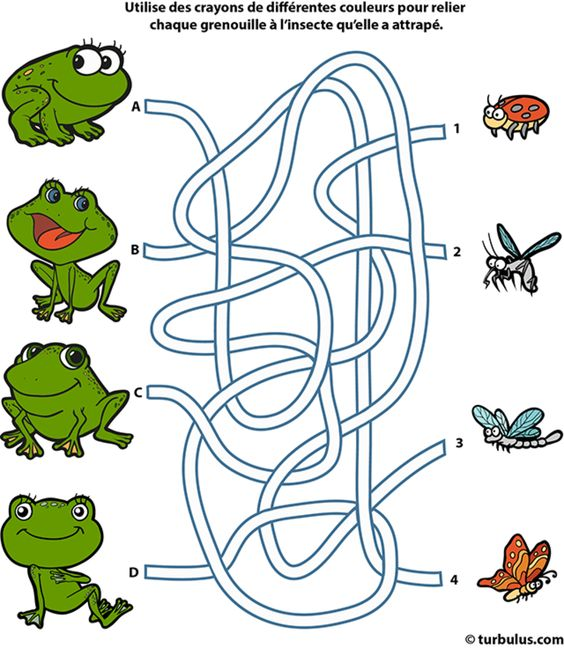 Utilise des crayons de différentes couleurs pour relier
chaque grenouille à l'insecte qu'elle a attrapé.
A
1
B
2
C
3
D
4
© turbulus.com